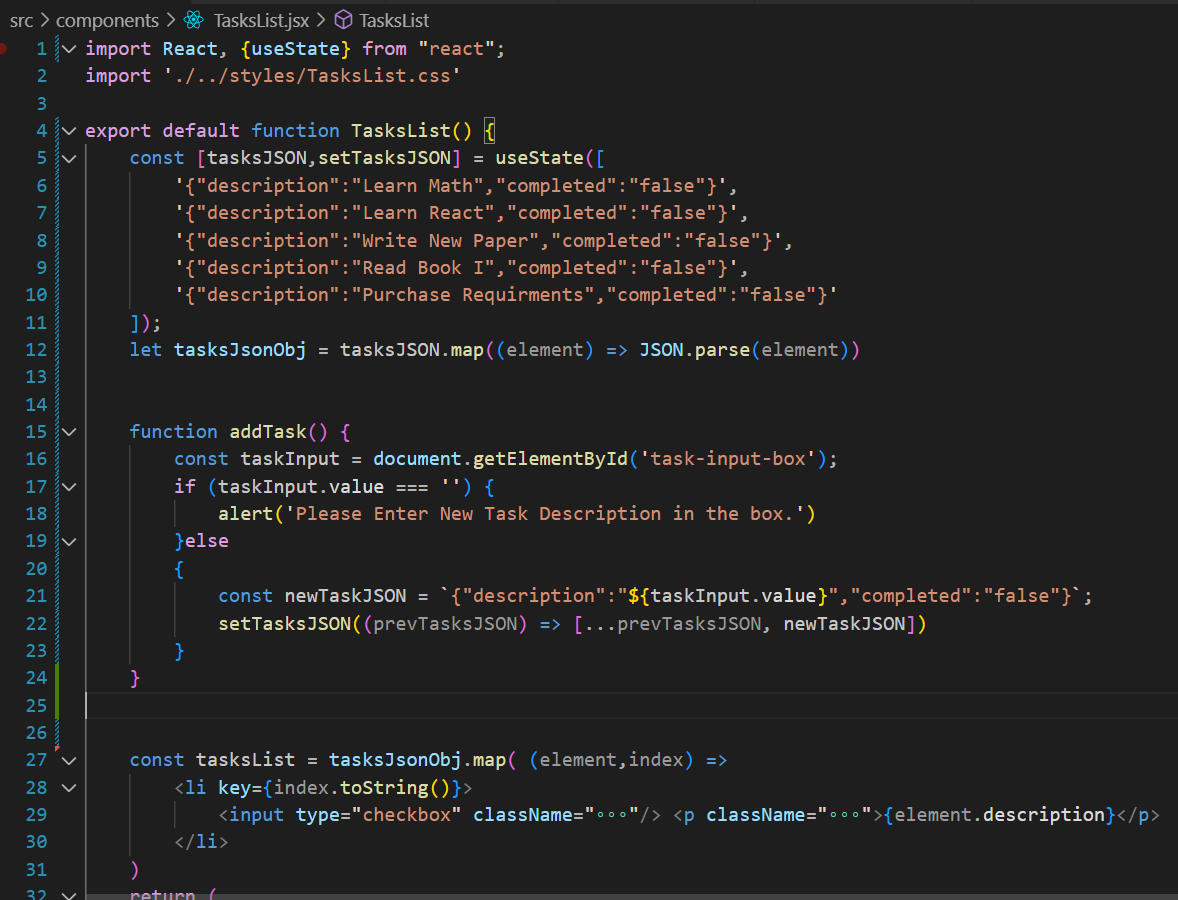 src > components > TasksList.jsx > TasksList
1 import React, {useState} from "react";
2 import './../styles/TasksList.css'
3
4 export default function TasksList() {
5 const [tasksJSON,setTasksJSON] = useState([
6 '{"description":"Learn Math","completed":"false"}',
7 '{"description":"Learn React","completed":"false"}',
8 '{"description":"Write New Paper","completed":"false"}',
9 '{"description":"Read Book I","completed":"false"}',
10 '{"description":"Purchase Requirments","completed":"false"}'
11 ]);
12 let tasksJsonObj = tasksJSON.map((element) => JSON.parse(element))
13
14
15 function addTask() {
16 const taskInput = document.getElementById('task-input-box');
17 if (taskInput.value === '') {
18 alert('Please Enter New Task Description in the box.')
19 }else
20 {
21 const newTaskJSON = `{"description":"${taskInput.value}","completed":"false"}`;
22 setTasksJSON((prevTasksJSON) => [...prevTasksJSON, newTaskJSON])
23 }
24 }
25
26
27 const tasksList = tasksJsonObj.map( (element,index) =>
28 <li key={index.toString()}>
29 <input type="checkbox" className="∘∘∘"/> <p className="∘∘∘">{element.description}</p>
30 </li>
31 )
32 return (